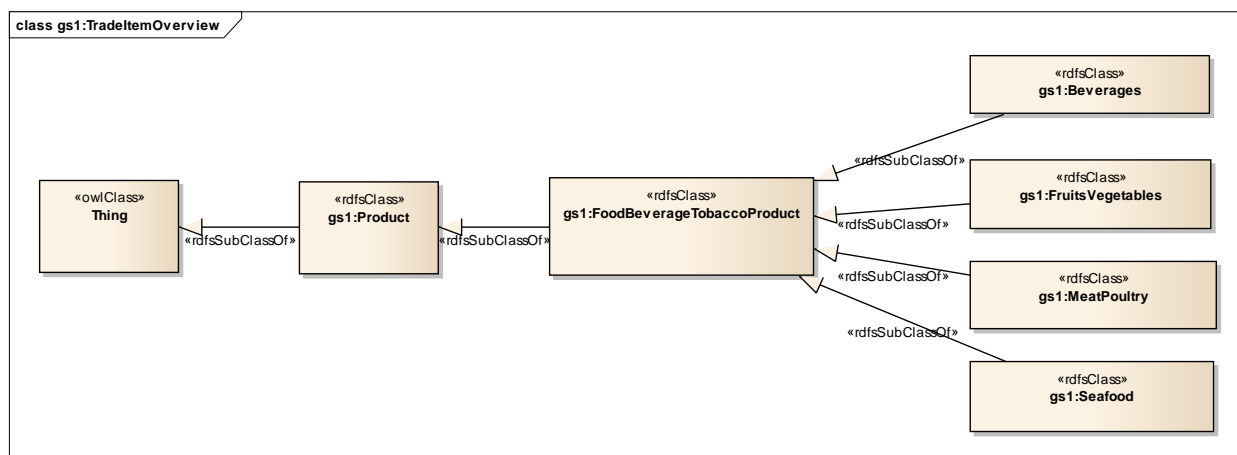 class gs1:TradeItemOverview
«owlClass»
Thing
«rdfsSubClassOf»
«rdfsClass»
gs1:Product
«rdfsSubClassOf»
«rdfsClass»
gs1:FoodBeverageTobaccoProduct
«rdfsSubClassOf»
«rdfsClass»
gs1:Beverages
«rdfsSubClassOf»
«rdfsClass»
gs1:FruitsVegetables
«rdfsSubClassOf»
«rdfsClass»
gs1:MeatPoultry
«rdfsSubClassOf»
«rdfsClass»
gs1:Seafood